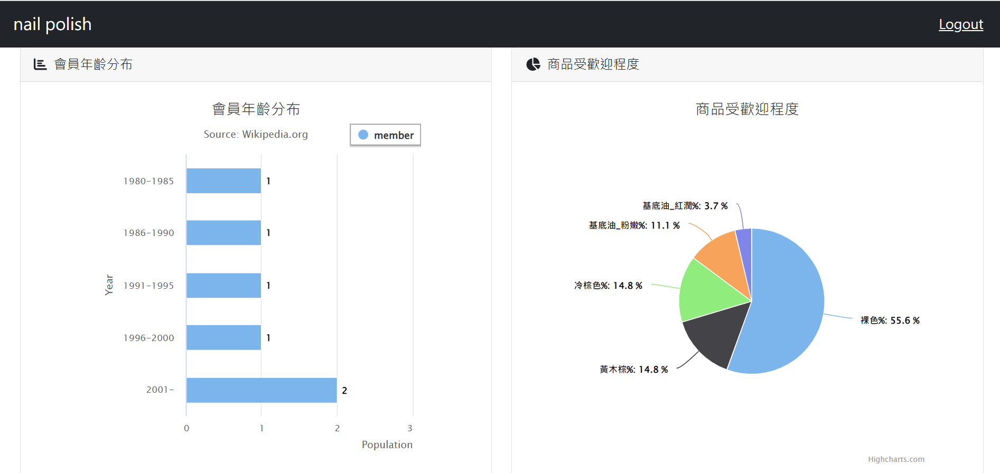 nail polish
Logout
會員年齡分布
會員年齡分布
Source: Wikipedia.org
member
Year
1980-1985
1
1986-1990
1
1991-1995
1
1996-2000
1
2001-
2
0 1 2 3
Population
商品受歡迎程度
商品受歡迎程度
基底油_紅潤%: 3.7 %
基底油_粉嫩%: 11.1 %
冷棕色%: 14.8 %
裸色%: 55.6 %
黃木棕%: 14.8 %
Highcharts.com